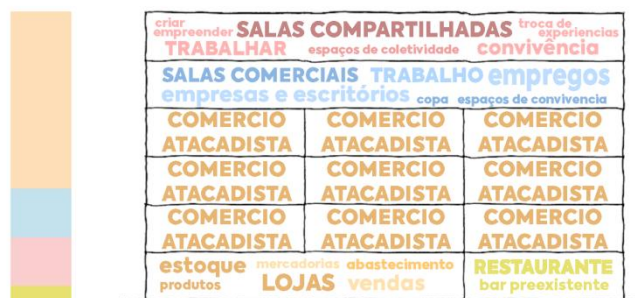 criar
empreender SALAS COMPARTILHADAS troca de experiencias
TRABALHAR espaços de coletividade convivência
SALAS COMERCIAIS TRABALHO empregos
empresas e escritórios copa espaços de convivencia
COMERCIO COMERCIO COMERCIO
ATACADISTA ATACADISTA ATACADISTA
COMERCIO COMERCIO COMERCIO
ATACADISTA ATACADISTA ATACADISTA
COMERCIO COMERCIO COMERCIO
ATACADISTA ATACADISTA ATACADISTA
estoque mercadorias abastecimento RESTAURANTE
produtos LOJAS vendas bar preexistente